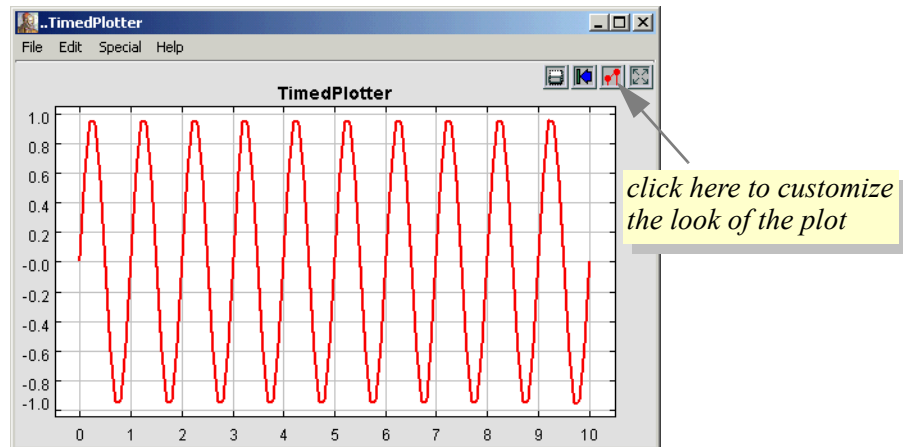 ..TimedPlotter
File Edit Special Help
TimedPlotter
1.0
0.8
0.6
0.4
0.2
-0.0
-0.2
-0.4
-0.6
-0.8
-1.0
0 1 2 3 4 5 6 7 8 9 10
click here to customize
the look of the plot